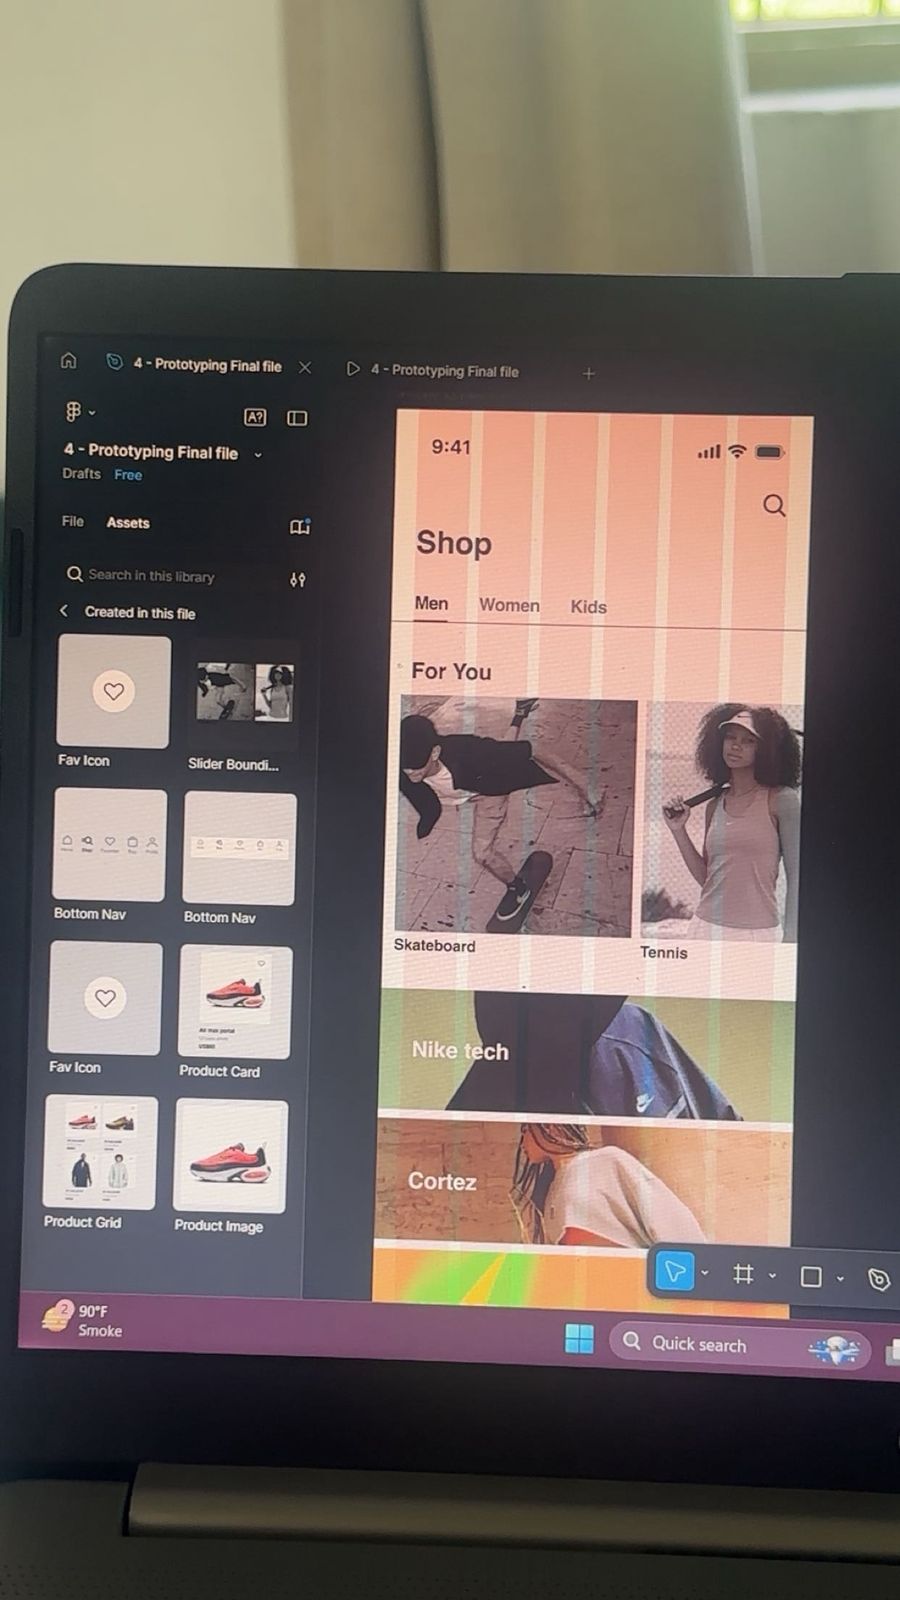 4 - Prototyping Final file
4 - Prototyping Final file
A?
4 - Prototyping Final file
Drafts Free
File Assets
Search in this library
Created in this file
Fav Icon
Slider Boundi...
Bottom Nav
Bottom Nav
Fav Icon
Product Card
Product Grid
Product Image
9:41
Shop
Men Women Kids
For You
Skateboard
Tennis
Nike tech
Cortez
2
90°F
Smoke
Quick search